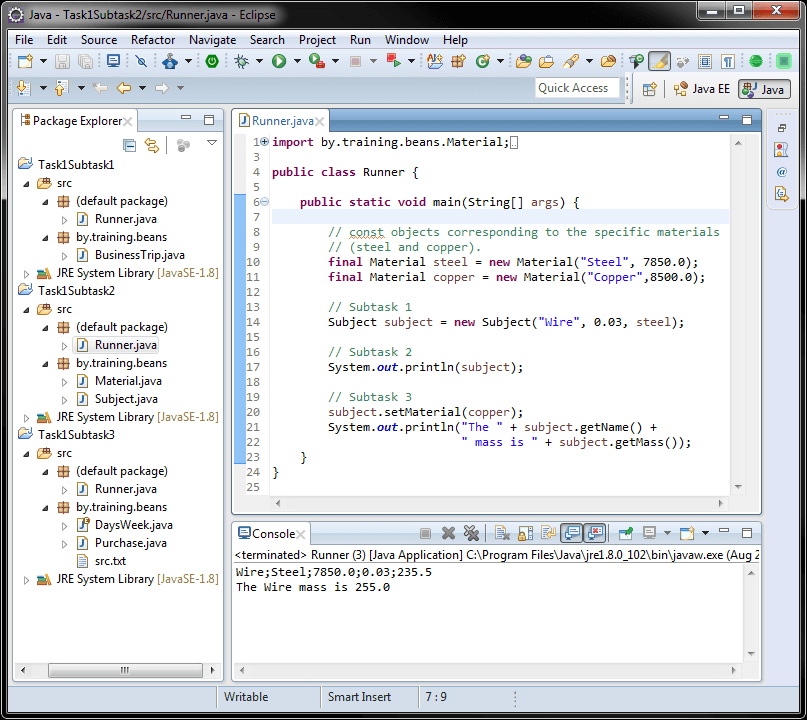 Java - Task1Subtask2/src/Runner.java - Eclipse
File Edit Source Refactor Navigate Search Project Run Window Help
Quick Access Java EE Java
Package Explorer
Task1Subtask1
src
(default package)
Runner.java
by.training.beans
BusinessTrip.java
JRE System Library [JavaSE-1.8]
Task1Subtask2
src
(default package)
Runner.java
by.training.beans
Material.java
Subject.java
JRE System Library [JavaSE-1.8]
Task1Subtask3
src
(default package)
Runner.java
by.training.beans
DaysWeek.java
Purchase.java
src.txt
JRE System Library [JavaSE-1.8]
Runner.java
1 import by.training.beans.Material;
3
4 public class Runner {
5
6 public static void main(String[] args) {
7
8 // const objects corresponding to the specific materials
9 // (steel and copper).
10 final Material steel = new Material("Steel", 7850.0);
11 final Material copper = new Material("Copper",8500.0);
12
13 // Subtask 1
14 Subject subject = new Subject("Wire", 0.03, steel);
15
16 // Subtask 2
17 System.out.println(subject);
18
19 // Subtask 3
20 subject.setMaterial(copper);
21 System.out.println("The " + subject.getName() +
22 " mass is " + subject.getMass());
23 }
24 }
25
Console
<terminated> Runner (3) [Java Application] C:\Program Files\Java\jre1.8.0_102\bin\javaw.exe (Aug 2
Wire;Steel;7850.0;0.03;235.5
The Wire mass is 255.0
Writable Smart Insert 7 : 9